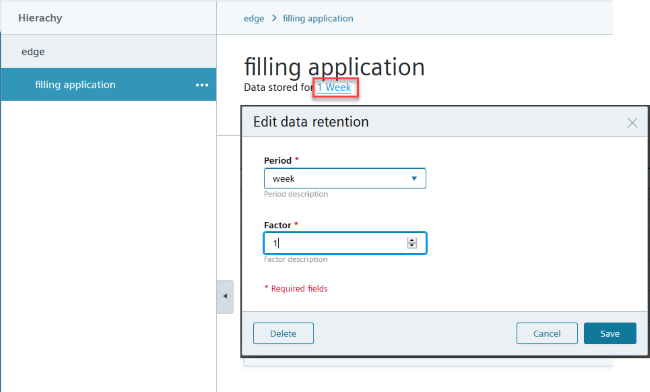 Hierachy
edge > filling application
edge
filling application
filling application
Data stored for 1 Week
Edit data retention
Period *
week
Period description
Factor *
1
Factor description
* Required fields
Delete
Cancel
Save